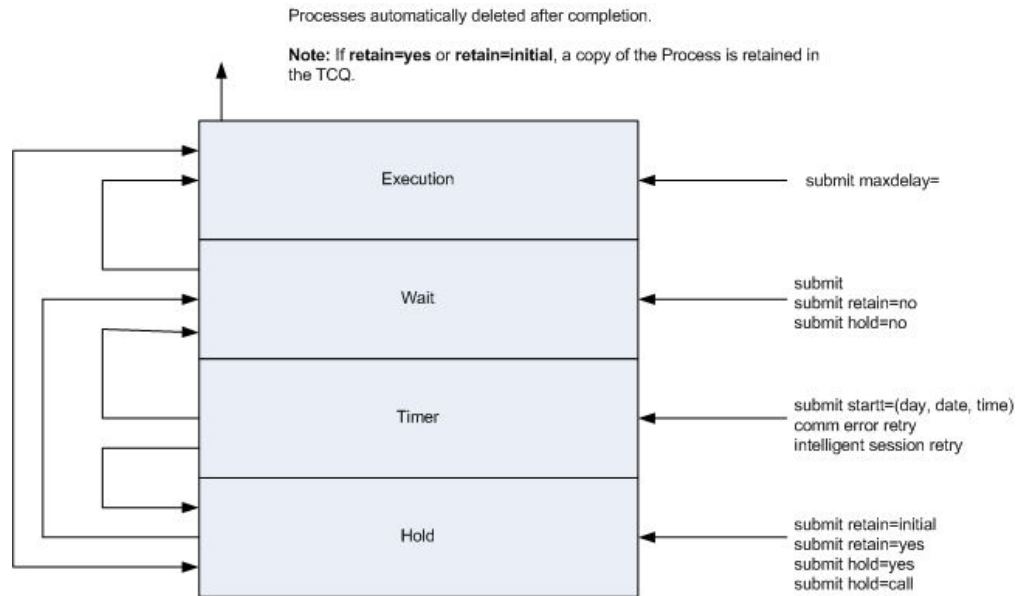 Processes automatically deleted after completion.
Note: If retain=yes or retain=initial, a copy of the Process is retained in
the TCQ.
Execution
submit maxdelay=
Wait
submit
submit retain=no
submit hold=no
Timer
submit startt=(day, date, time)
comm error retry
intelligent session retry
Hold
submit retain=initial
submit retain=yes
submit hold=yes
submit hold=call